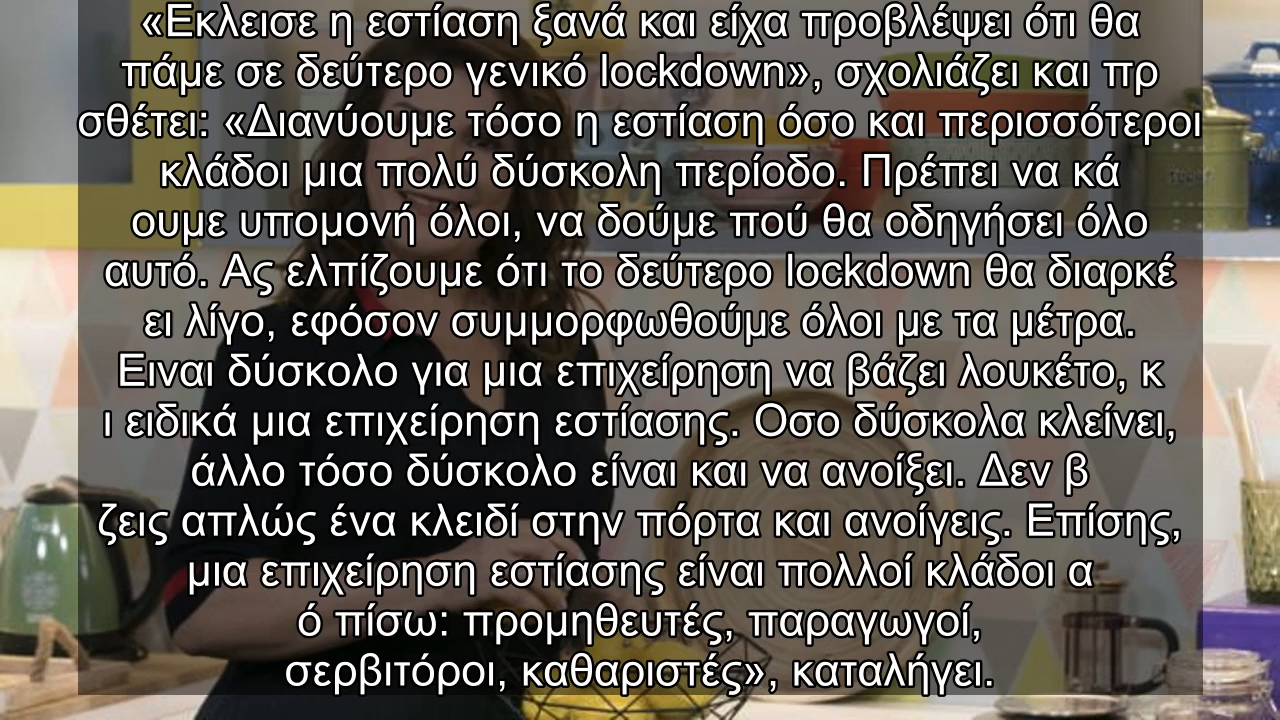 «Εκλεισε η εστίαση ξανά και είχα προβλέψει ότι θα
πάμε σε δεύτερο γενικό lockdown», σχολιάζει και πρ
σθέτει: «Διανύουμε τόσο η εστίαση όσο και περισσότεροι
κλάδοι μια πολύ δύσκολη περίοδο. Πρέπει να κά
ουμε υπομονή όλοι, να δούμε πού θα οδηγήσει όλο
αυτό. Ας ελπίζουμε ότι το δεύτερο lockdown θα διαρκέ
ει λίγο, εφόσον συμμορφωθούμε όλοι με τα μέτρα.
Ειναι δύσκολο για μια επιχείρηση να βάζει λουκέτο, κ
ι ειδικά μια επιχείρηση εστίασης. Οσο δύσκολα κλείνει,
άλλο τόσο δύσκολο είναι και να ανοίξει. Δεν β
ζεις απλώς ένα κλειδί στην πόρτα και ανοίγεις. Επίσης,
μια επιχείρηση εστίασης είναι πολλοί κλάδοι α
ό πίσω: προμηθευτές, παραγωγοί,
σερβιτόροι, καθαριστές», καταλήγει.